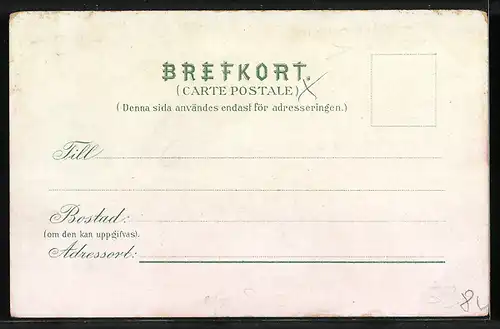 BREFKORT.
(CARTE POSTALE)
(Denna sida användes endast för adresseringen.)
Till
Bostad:
(om den kan uppgifvas).
Adressort: